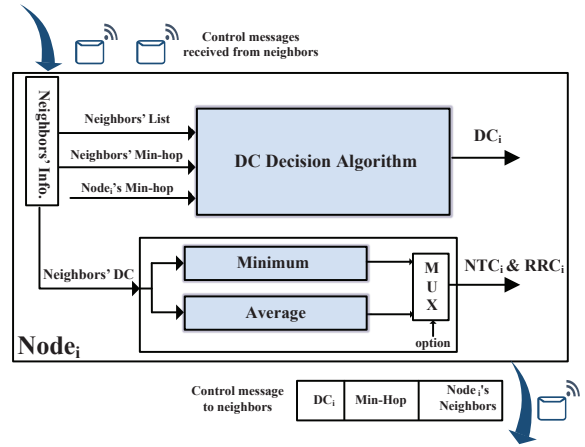 Control messages
received from neighbors
Neighbors' Info.
Neighbors' List
Neighbors' Min-hop
Nodei's Min-hop
DC Decision Algorithm
DCi
Neighbors' DC
Minimum
Average
M
U
X
option
NTCi & RRCi
Nodei
Control message
to neighbors
DCi
Min-Hop
Node i's
Neighbors